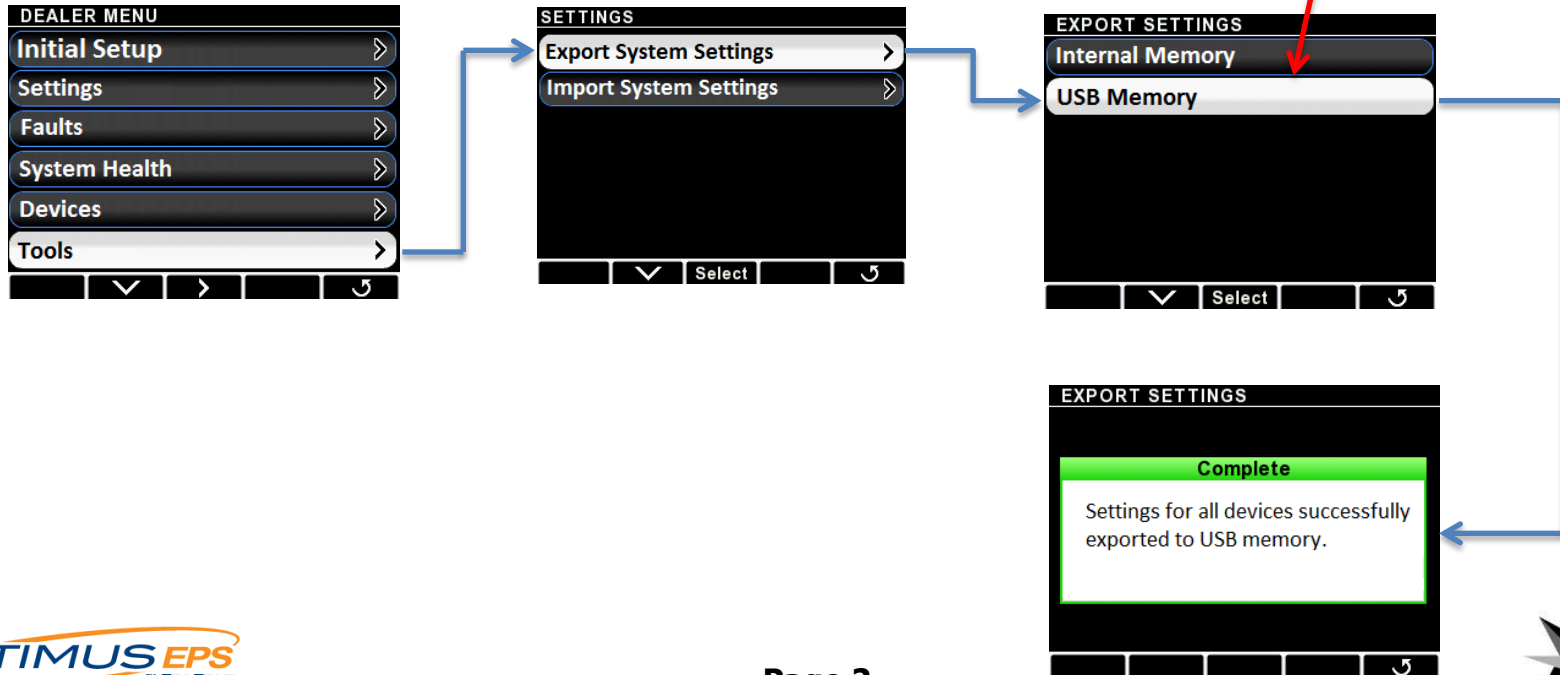 DEALER MENU
Initial Setup
Settings
Faults
System Health
Devices
Tools
SETTINGS
Export System Settings
Import System Settings
Select
EXPORT SETTINGS
Internal Memory
USB Memory
Select
EXPORT SETTINGS
Complete
Settings for all devices successfully
exported to USB memory.
TIMUS EPS
Page 2